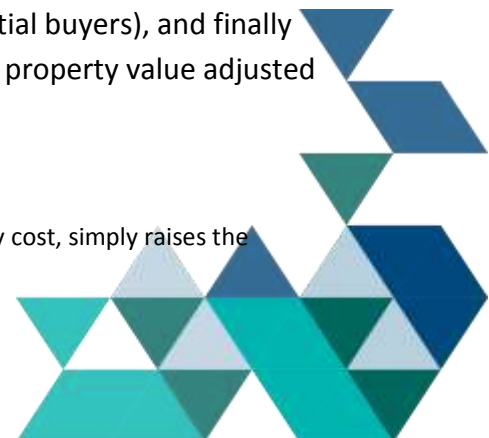 tial buyers), and finally
property value adjusted
cost, simply raises the